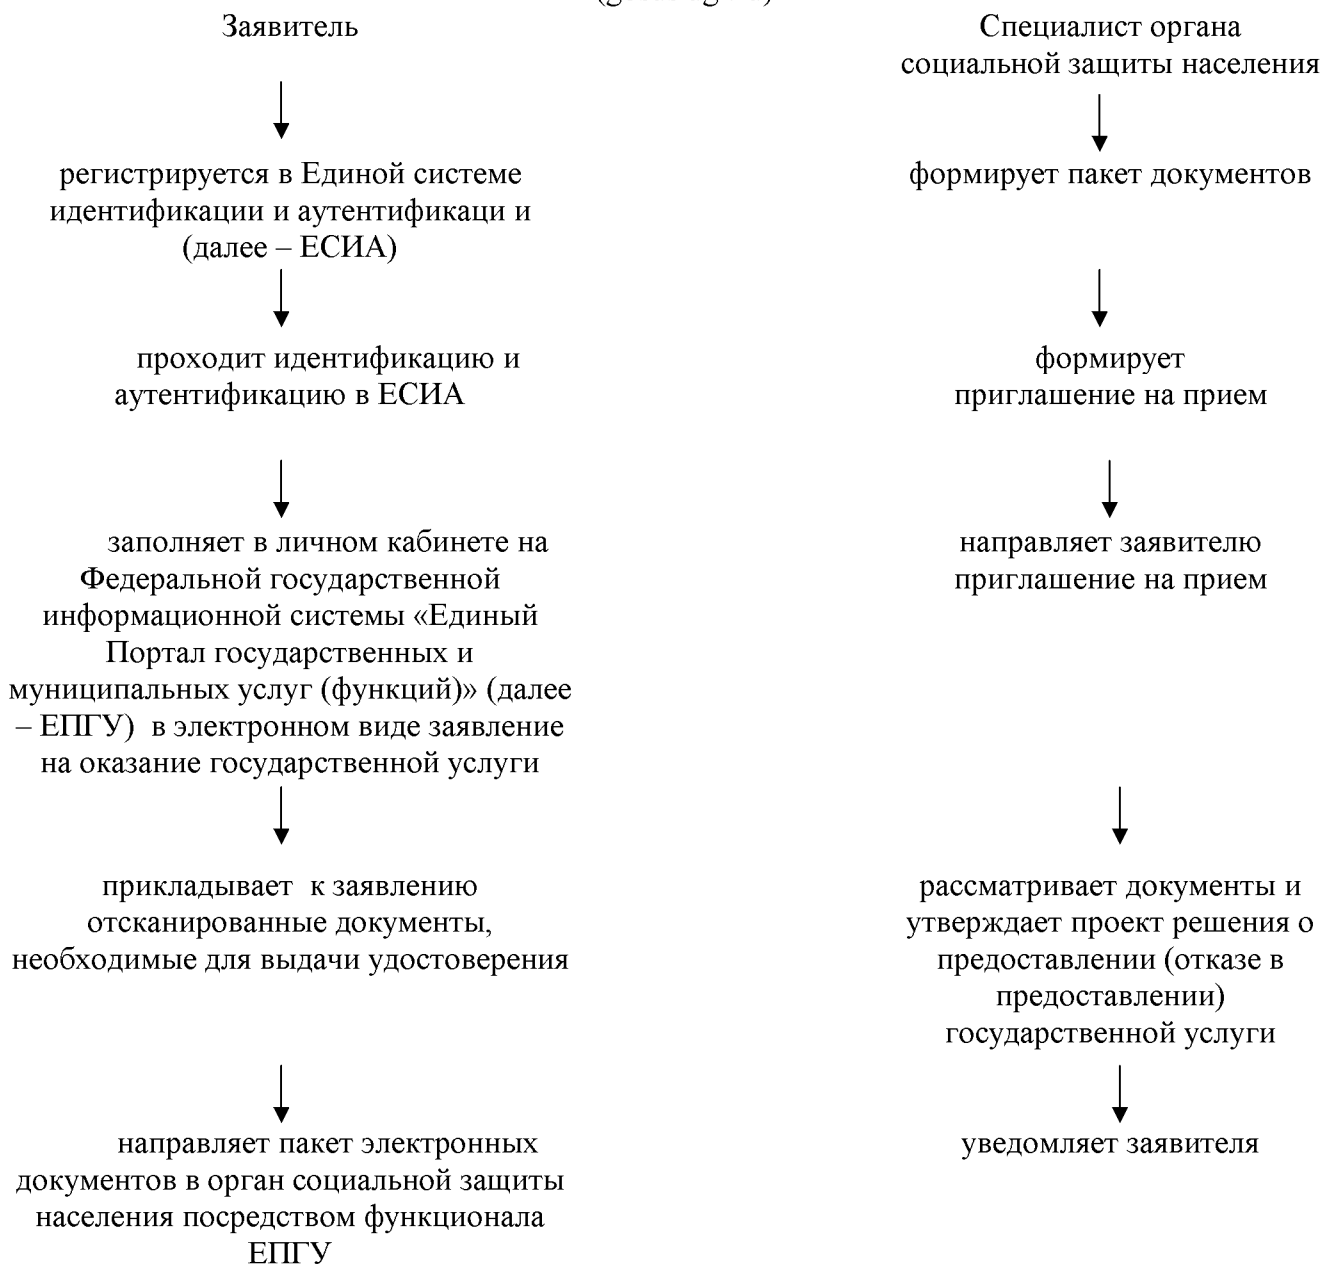 Заявитель
регистрируется в Единой системе
идентификации и аутентификаци и
(далее – ЕСИА)
проходит идентификацию и
аутентификацию в ЕСИА
заполняет в личном кабинете на
Федеральной государственной
информационной системы «Единый
Портал государственных и
муниципальных услуг (функций)» (далее
– ЕПГУ)  в электронном виде заявление
на оказание государственной услуги
прикладывает  к заявлению
отсканированные документы,
необходимые для выдачи удостоверения
направляет пакет электронных
документов в орган социальной защиты
населения посредством функционала
ЕПГУ
Специалист органа
социальной защиты населения
формирует пакет документов
формирует
приглашение на прием
направляет заявителю
приглашение на прием
рассматривает документы и
утверждает проект решения о
предоставлении (отказе в
предоставлении)
государственной услуги
уведомляет заявителя